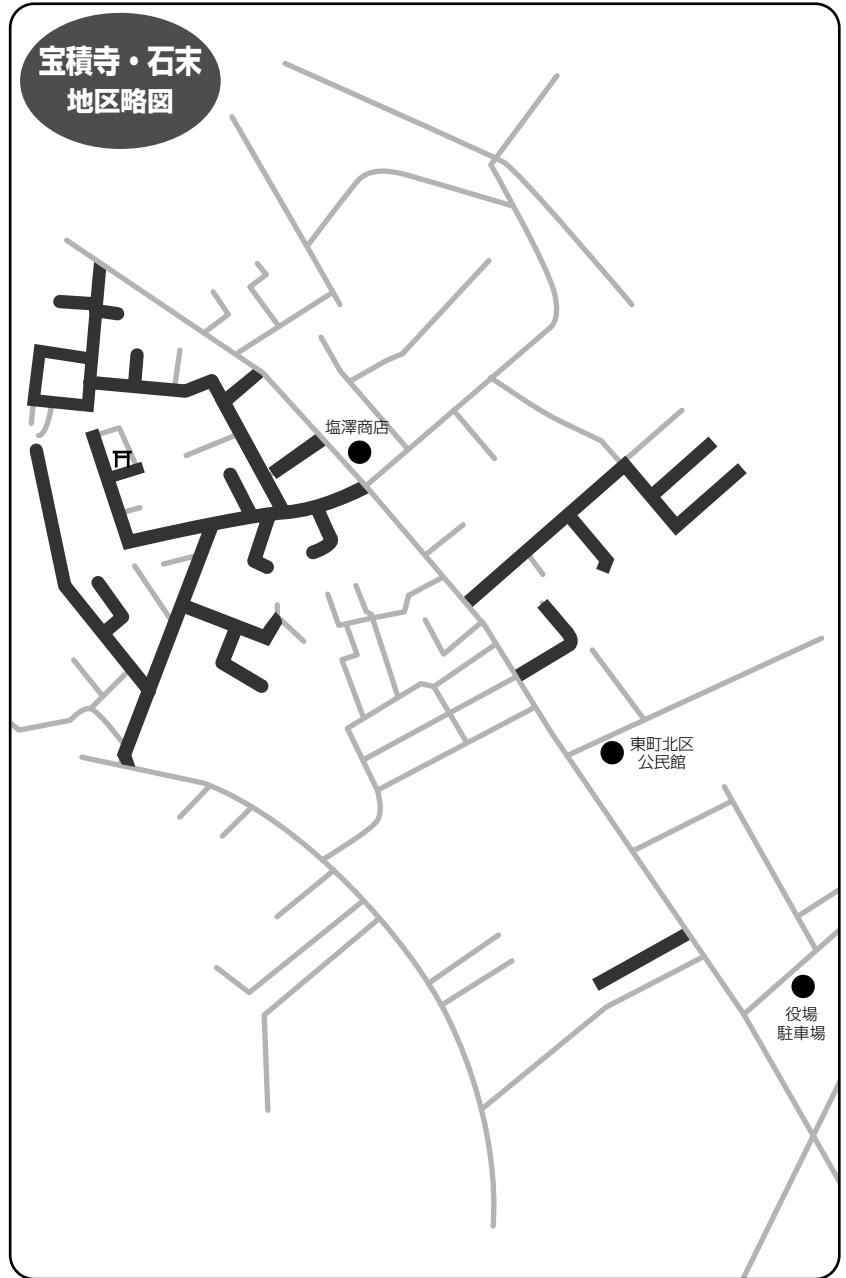 宝積寺・石末
地区略図
塩澤商店
東町北区
公民館
役場
駐車場